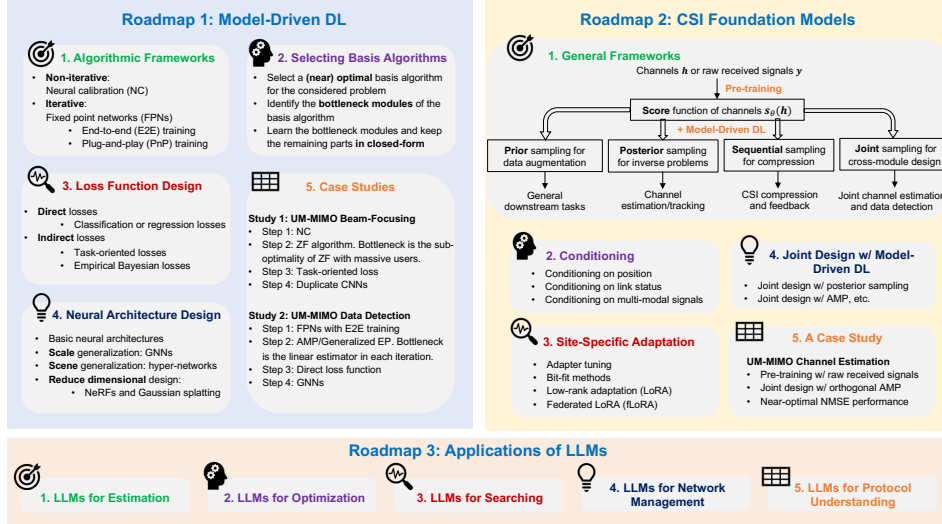 Roadmap 1: Model-Driven DL
1. Algorithmic Frameworks
• Non-iterative:
Neural calibration (NC)
• Iterative:
Fixed point networks (FPNs)
• End-to-end (E2E) training
• Plug-and-play (PnP) training
2. Selecting Basis Algorithms
• Select a (near) optimal basis algorithm
for the considered problem
• Identify the bottleneck modules of the
basis algorithm
• Learn the bottleneck modules and keep
the remaining parts in closed-form
3. Loss Function Design
• Direct losses
• Classification or regression losses
• Indirect losses
• Task-oriented losses
• Empirical Bayesian losses
4. Neural Architecture Design
• Basic neural architectures
• Scale generalization: GNNs
• Scene generalization: hyper-networks
• Reduce dimensional design:
• NeRFs and Gaussian splatting
5. Case Studies
Study 1: UM-MIMO Beam-Focusing
• Step 1: NC
• Step 2: ZF algorithm. Bottleneck is the sub-
optimality of ZF with massive users.
• Step 3: Task-oriented loss
• Step 4: Duplicate CNNs
Study 2: UM-MIMO Data Detection
• Step 1: FPNs with E2E training
• Step 2: AMP/Generalized EP. Bottleneck
is the linear estimator in each iteration.
• Step 3: Direct loss function
• Step 4: GNNs
Roadmap 2: CSI Foundation Models
1. General Frameworks
Channels h or raw received signals y
Pre-training
Score function of channels sθ(h)
+ Model-Driven DL
Prior sampling for
data augmentation
Posterior sampling
for inverse problems
Sequential sampling
for compression
Joint sampling for
cross-module design
General
downstream tasks
Channel
estimation/tracking
CSI compression
and feedback
Joint channel estimation
and data detection
2. Conditioning
• Conditioning on position
• Conditioning on link status
• Conditioning on multi-modal signals
3. Site-Specific Adaptation
• Adapter tuning
• Bit-fit methods
• Low-rank adaptation (LoRA)
• Federated LoRA (fLoRA)
4. Joint Design w/ Model-
Driven DL
• Joint design w/ posterior sampling
• Joint design w/ AMP, etc.
5. A Case Study
UM-MIMO Channel Estimation
• Pre-training w/ raw received signals
• Joint design w/ orthogonal AMP
• Near-optimal NMSE performance
Roadmap 3: Applications of LLMs
1. LLMs for Estimation
2. LLMs for Optimization
3. LLMs for Searching
4. LLMs for Network
Management
5. LLMs for Protocol
Understanding